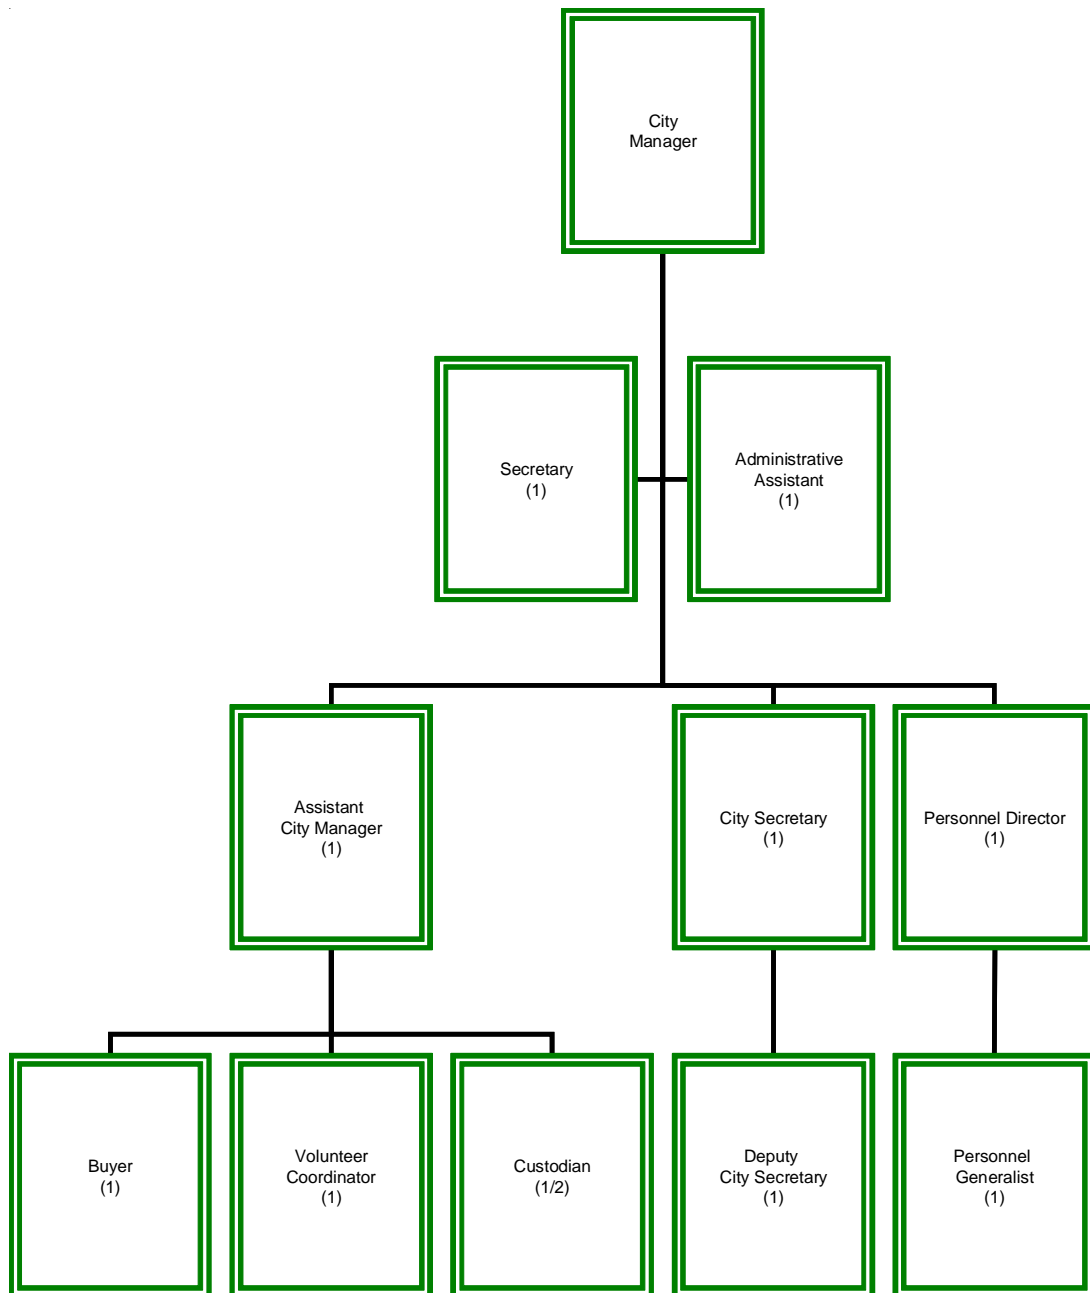 City
Manager
Secretary
(1)
Administrative
Assistant
(1)
Assistant
City Manager
(1)
City Secretary
(1)
Personnel Director
(1)
Buyer
(1)
Volunteer
Coordinator
(1)
Custodian
(1/2)
Deputy
City Secretary
(1)
Personnel
Generalist
(1)